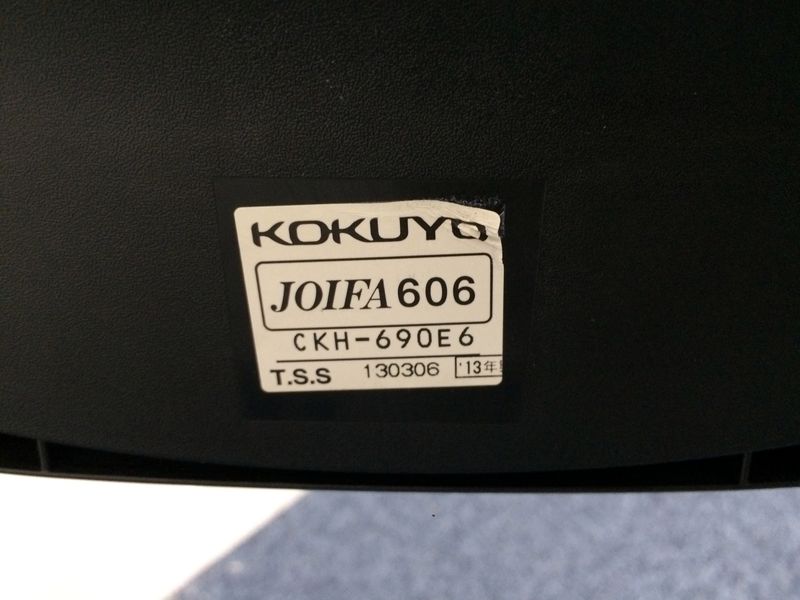 KOKUYO
JOIFA 606
CKH-690E6
T.S.S 130306 '13年